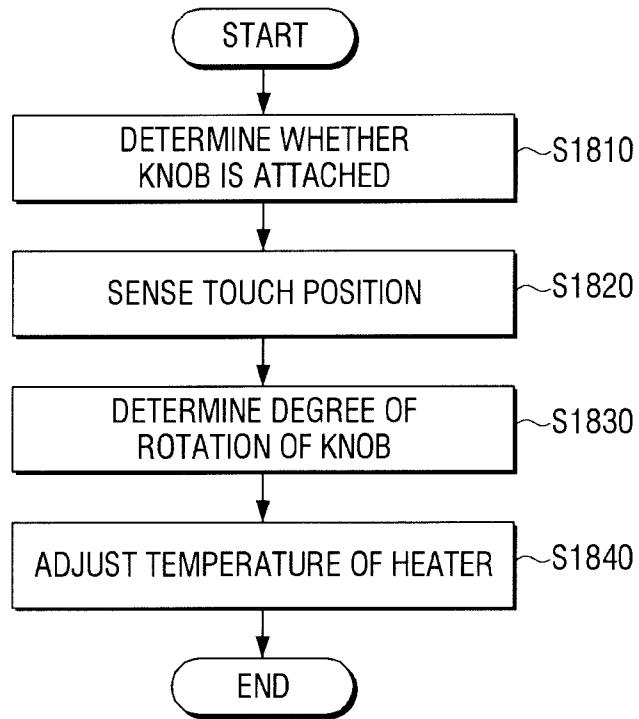 START
DETERMINE WHETHER
KNOB IS ATTACHED
S1810
SENSE TOUCH POSITION
S1820
DETERMINE DEGREE OF
ROTATION OF KNOB
S1830
ADJUST TEMPERATURE OF HEATER
S1840
END